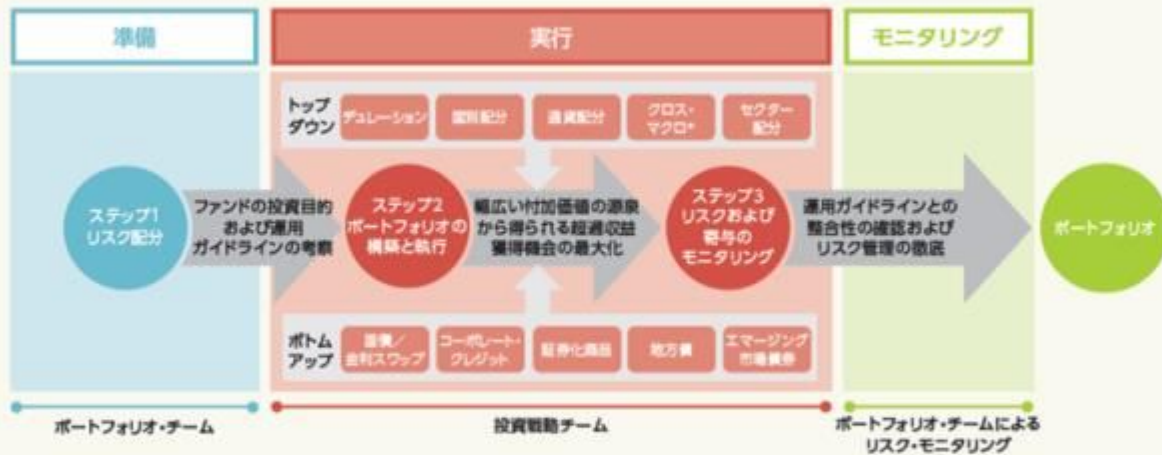 準備
実行
モニタリング
トップ
ダウン
デュレーション
国別配分
通貨配分
クロス・
マクロ*
セクター
配分
ステップ1
リスク配分
ファンドの投資目的
および運用
ガイドラインの考察
ステップ2
ポートフォリオの
構築と執行
幅広い付加価値の源泉
から得られる超過収益
獲得機会の最大化
ステップ3
リスクおよび
寄与の
モニタリング
運用ガイドラインとの
整合性の確認および
リスク管理の徹底
ポートフォリオ
ボトム
アップ
国債/
金利スワップ
コーポレート・
クレジット
証券化商品
地方債
エマージング
市場債券
ポートフォリオ・チーム
投資戦略チーム
ポートフォリオ・チームによる
リスク・モニタリング